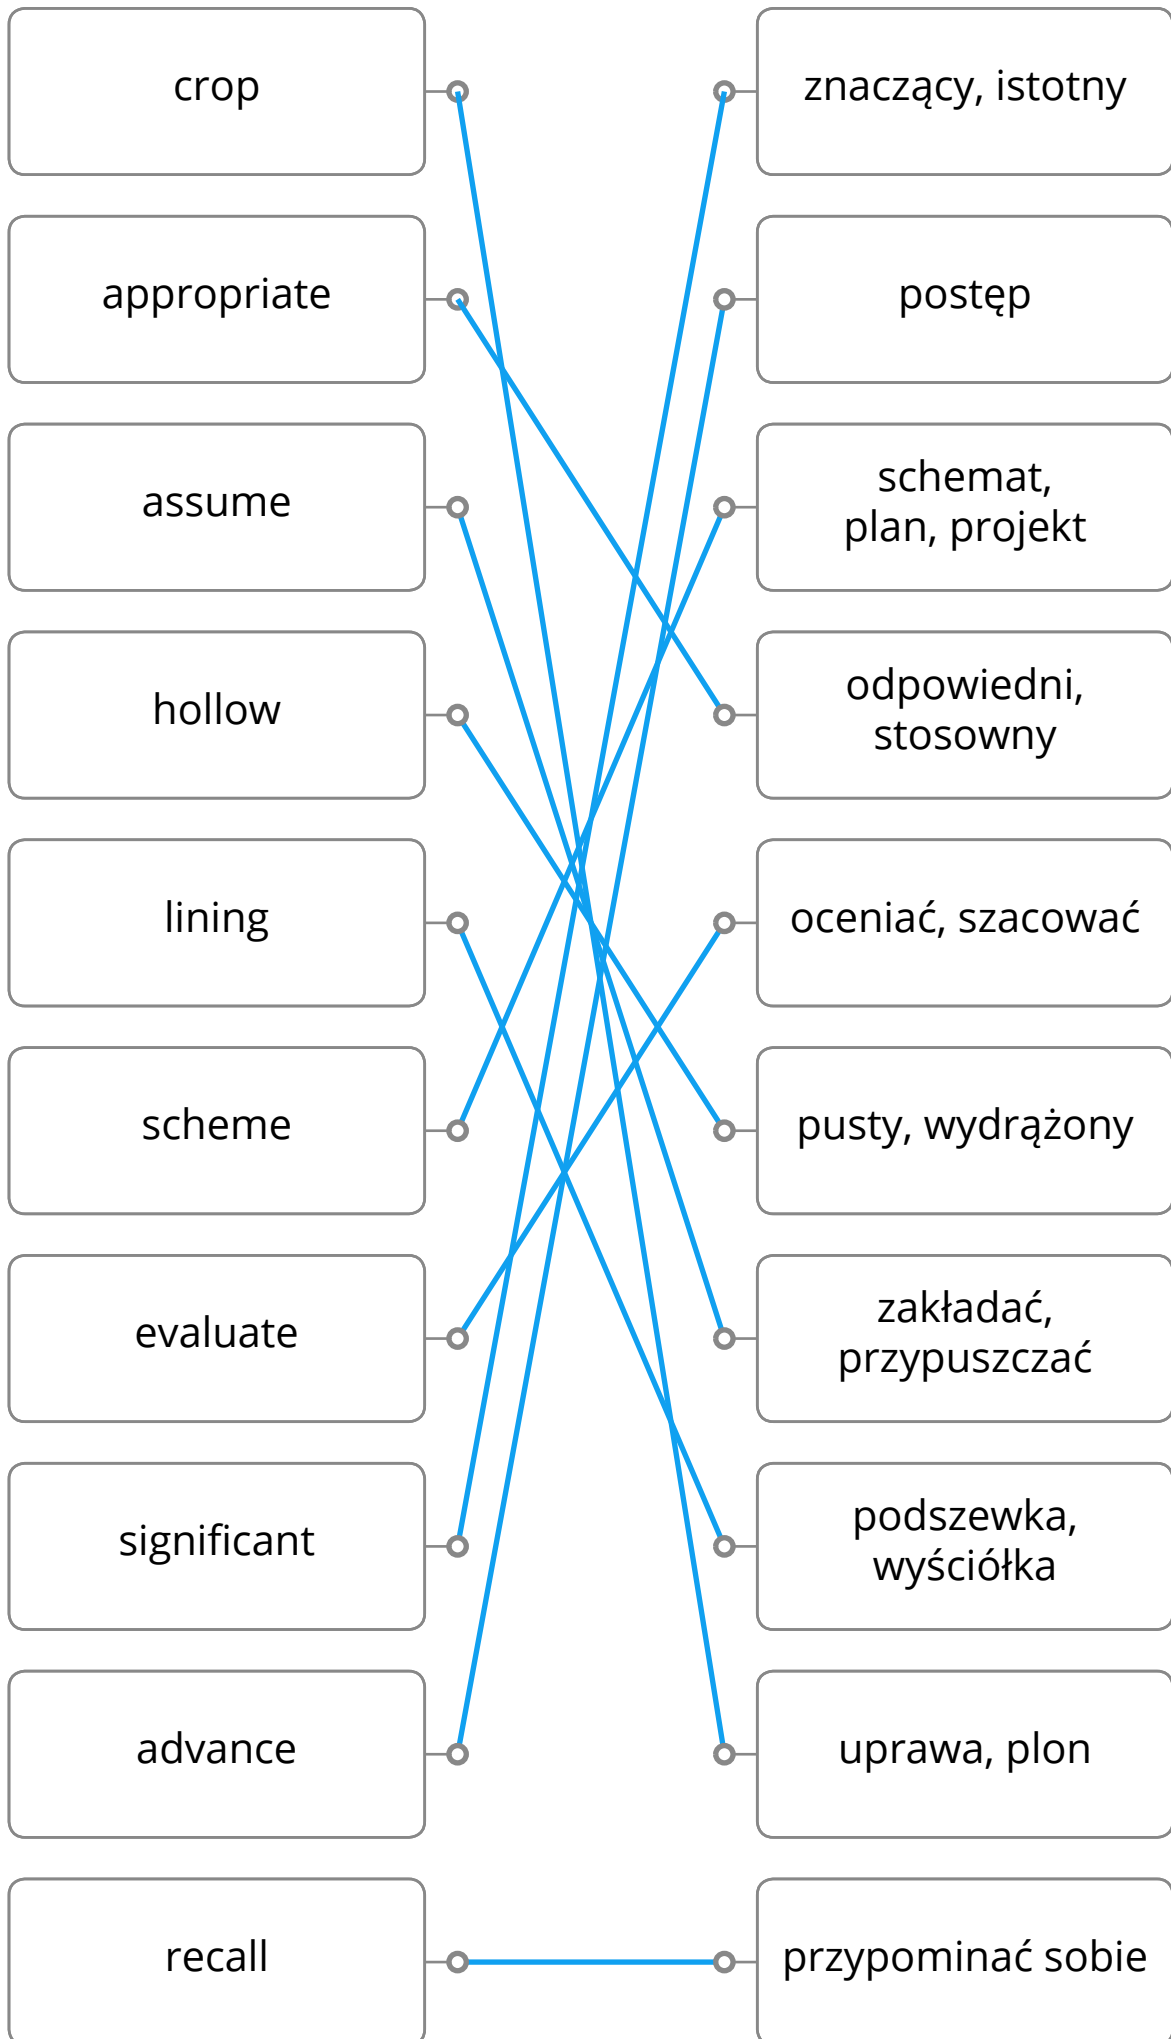 crop
znaczący, istotny
appropriate
postęp
assume
schemat,
plan, projekt
hollow
odpowiedni,
stosowny
lining
oceniać, szacować
scheme
pusty, wydrążony
evaluate
zakładać,
przypuszczać
significant
podszewka,
wyściółka
advance
uprawa, plon
recall
przypominać sobie